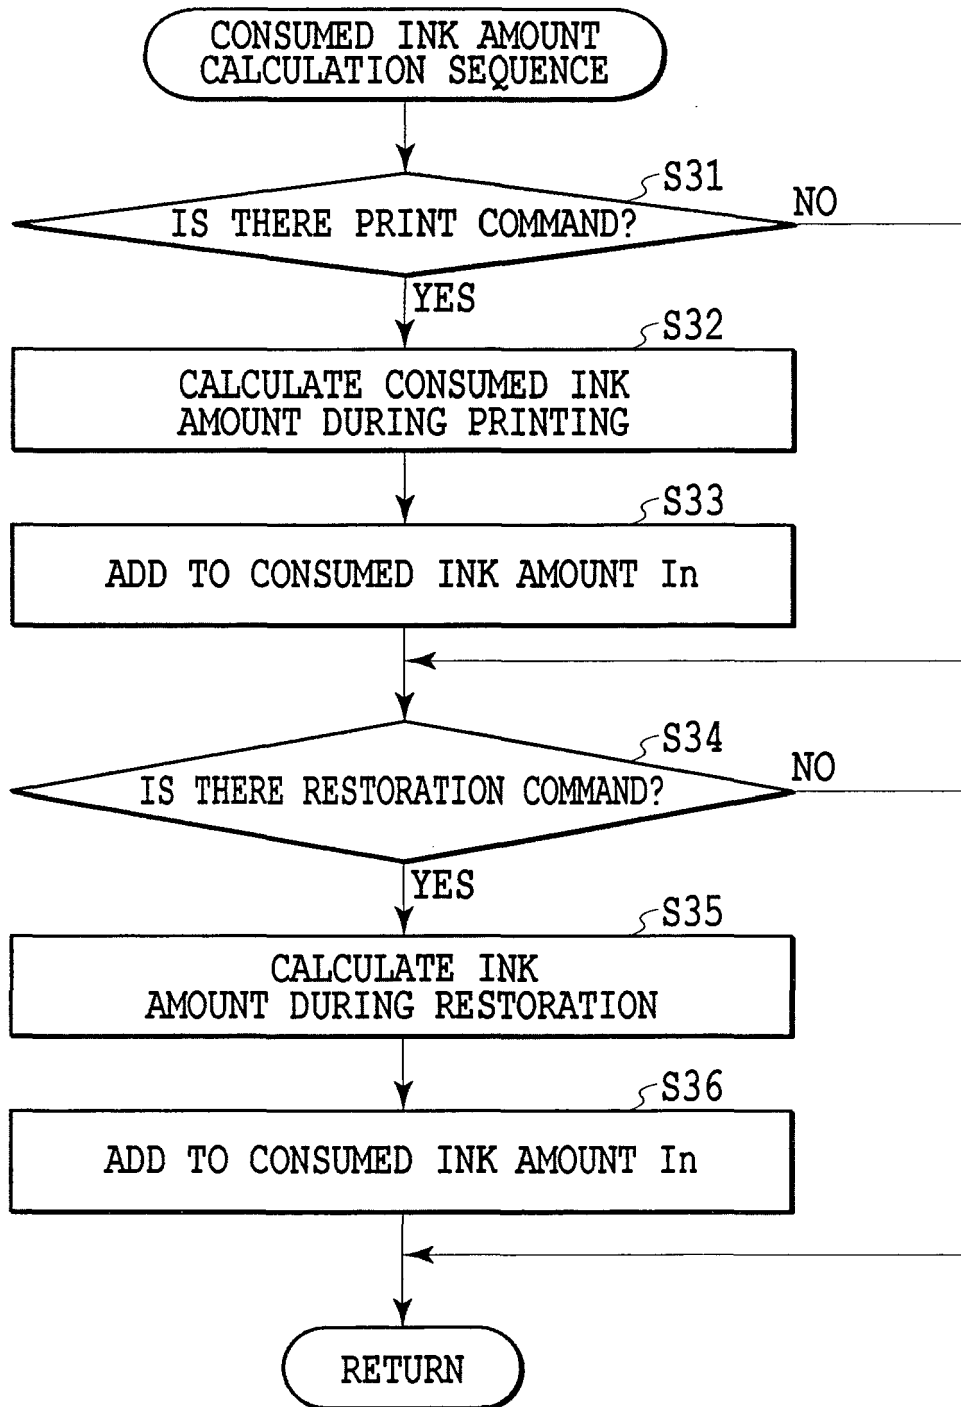 CONSUMED INK AMOUNT
CALCULATION SEQUENCE
S31
IS THERE PRINT COMMAND?
NO
YES
S32
CALCULATE CONSUMED INK
AMOUNT DURING PRINTING
S33
ADD TO CONSUMED INK AMOUNT In
S34
IS THERE RESTORATION COMMAND?
NO
YES
S35
CALCULATE INK
AMOUNT DURING RESTORATION
S36
ADD TO CONSUMED INK AMOUNT In
RETURN